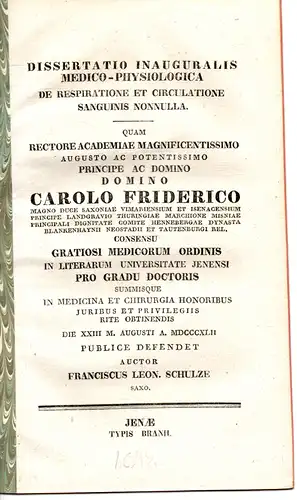 DISSERTATIO INAUGURALIS
MEDICO-PHYSIOLOGICA
DE RESPIRATIONE ET CIRCULATIONE
SANGUINIS NONNULLA.
QUAM
RECTORE ACADEMIAE MAGNIFICENTISSIMO
AUGUSTO AC POTENTISSIMO
PRINCIPE AC DOMINO
DOMINO
CAROLO FRIDERICO
MAGNO DUCE SAXONIAE VIMARIENSIUM ET ISENACENSIUM
PRINCIPE LANDGRAVIO THURINGIAE MARCHIONE MISNIAE
PRINCIPALI DIGNITATE COMITE HENNEBERGAE DYNASTA
BLANKENHAYNII NEOSTADII ET TAUTENBURGI REL.
CONSENSU
GRATIOSI MEDICORUM ORDINIS
IN LITERARUM UNIVERSITATE JENENSI
PRO GRADU DOCTORIS
SUMMISQUE
IN MEDICINA ET CHIRURGIA HONORIBUS
JURIBUS ET PRIVILEGIIS
RITE OBTINENDIS
DIE XXIII M. AUGUSTI A. MDCCCXLII
PUBLICE DEFENDET
AUCTOR
FRANCISCUS LEON. SCHULZE
SAXO.
JENÆ
TYPIS BRANII.